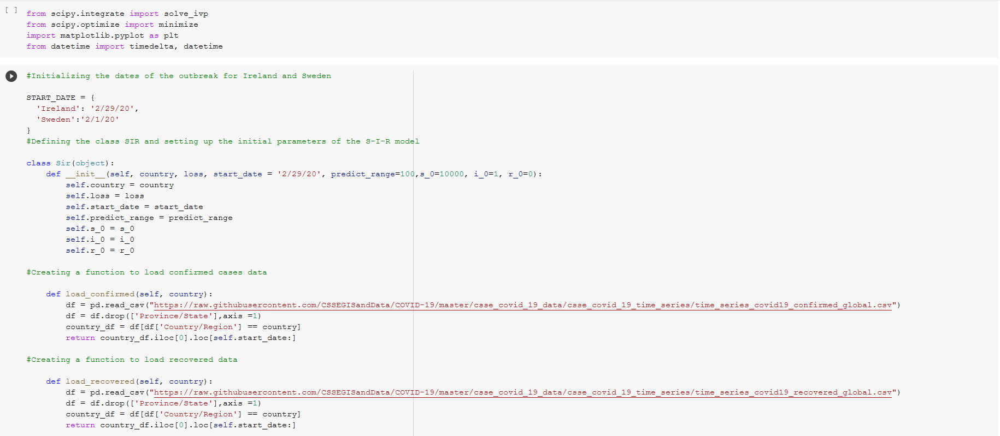 [ ]
from scipy.integrate import solve_ivp
from scipy.optimize import minimize
import matplotlib.pyplot as plt
from datetime import timedelta, datetime
#Initializing the dates of the outbreak for Ireland and Sweden
START_DATE = {
  'Ireland': '2/29/20',
  'Sweden':'2/1/20'
}
#Defining the class SIR and setting up the initial parameters of the S-I-R model
class Sir(object):
    def __init__(self, country, loss, start_date = '2/29/20', predict_range=100,s_0=10000, i_0=1, r_0=0):
        self.country = country
        self.loss = loss
        self.start_date = start_date
        self.predict_range = predict_range
        self.s_0 = s_0
        self.i_0 = i_0
        self.r_0 = r_0
#Creating a function to load confirmed cases data
    def load_confirmed(self, country):
        df = pd.read_csv("https://raw.githubusercontent.com/CSSEGISandData/COVID-19/master/csse_covid_19_data/csse_covid_19_time_series/time_series_covid19_confirmed_global.csv")
        df = df.drop(['Province/State'],axis =1)
        country_df = df[df['Country/Region'] == country]
        return country_df.iloc[0].loc[self.start_date:]
#Creating a function to load recovered data
    def load_recovered(self, country):
        df = pd.read_csv("https://raw.githubusercontent.com/CSSEGISandData/COVID-19/master/csse_covid_19_data/csse_covid_19_time_series/time_series_covid19_recovered_global.csv")
        df = df.drop(['Province/State'],axis =1)
        country_df = df[df['Country/Region'] == country]
        return country_df.iloc[0].loc[self.start_date:]